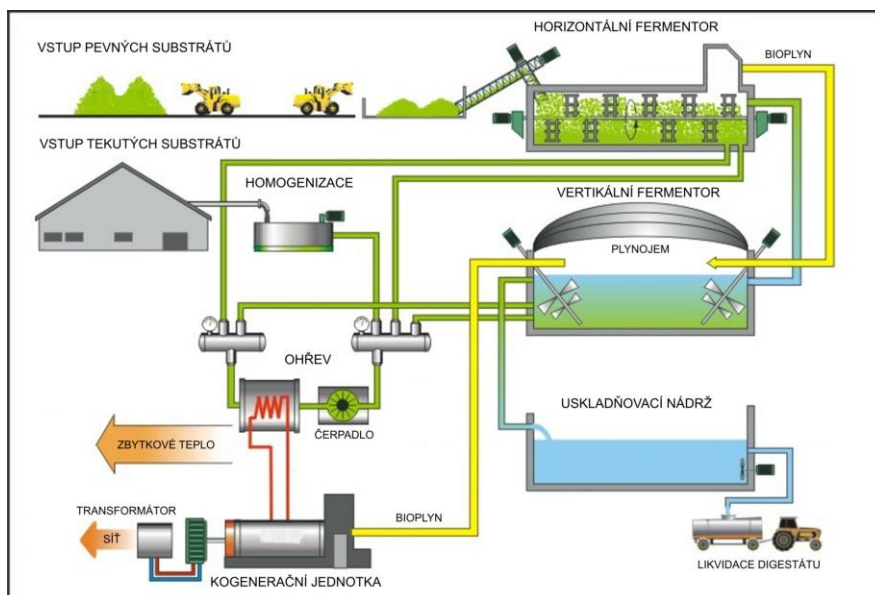 VSTUP PEVNÝCH SUBSTRÁTŮ
HORIZONTÁLNÍ FERMENTOR
BIOPLYN
VSTUP TEKUTÝCH SUBSTRÁTŮ
HOMOGENIZACE
VERTIKÁLNÍ FERMENTOR
PLYNOJEM
OHŘEV
ČERPADLO
USKLADŇOVACÍ NÁDRŽ
ZBYTKOVÉ TEPLO
TRANSFORMÁTOR
SÍŤ
BIOPLYN
KOGENERAČNÍ JEDNOTKA
LIKVIDACE DIGESTÁTU